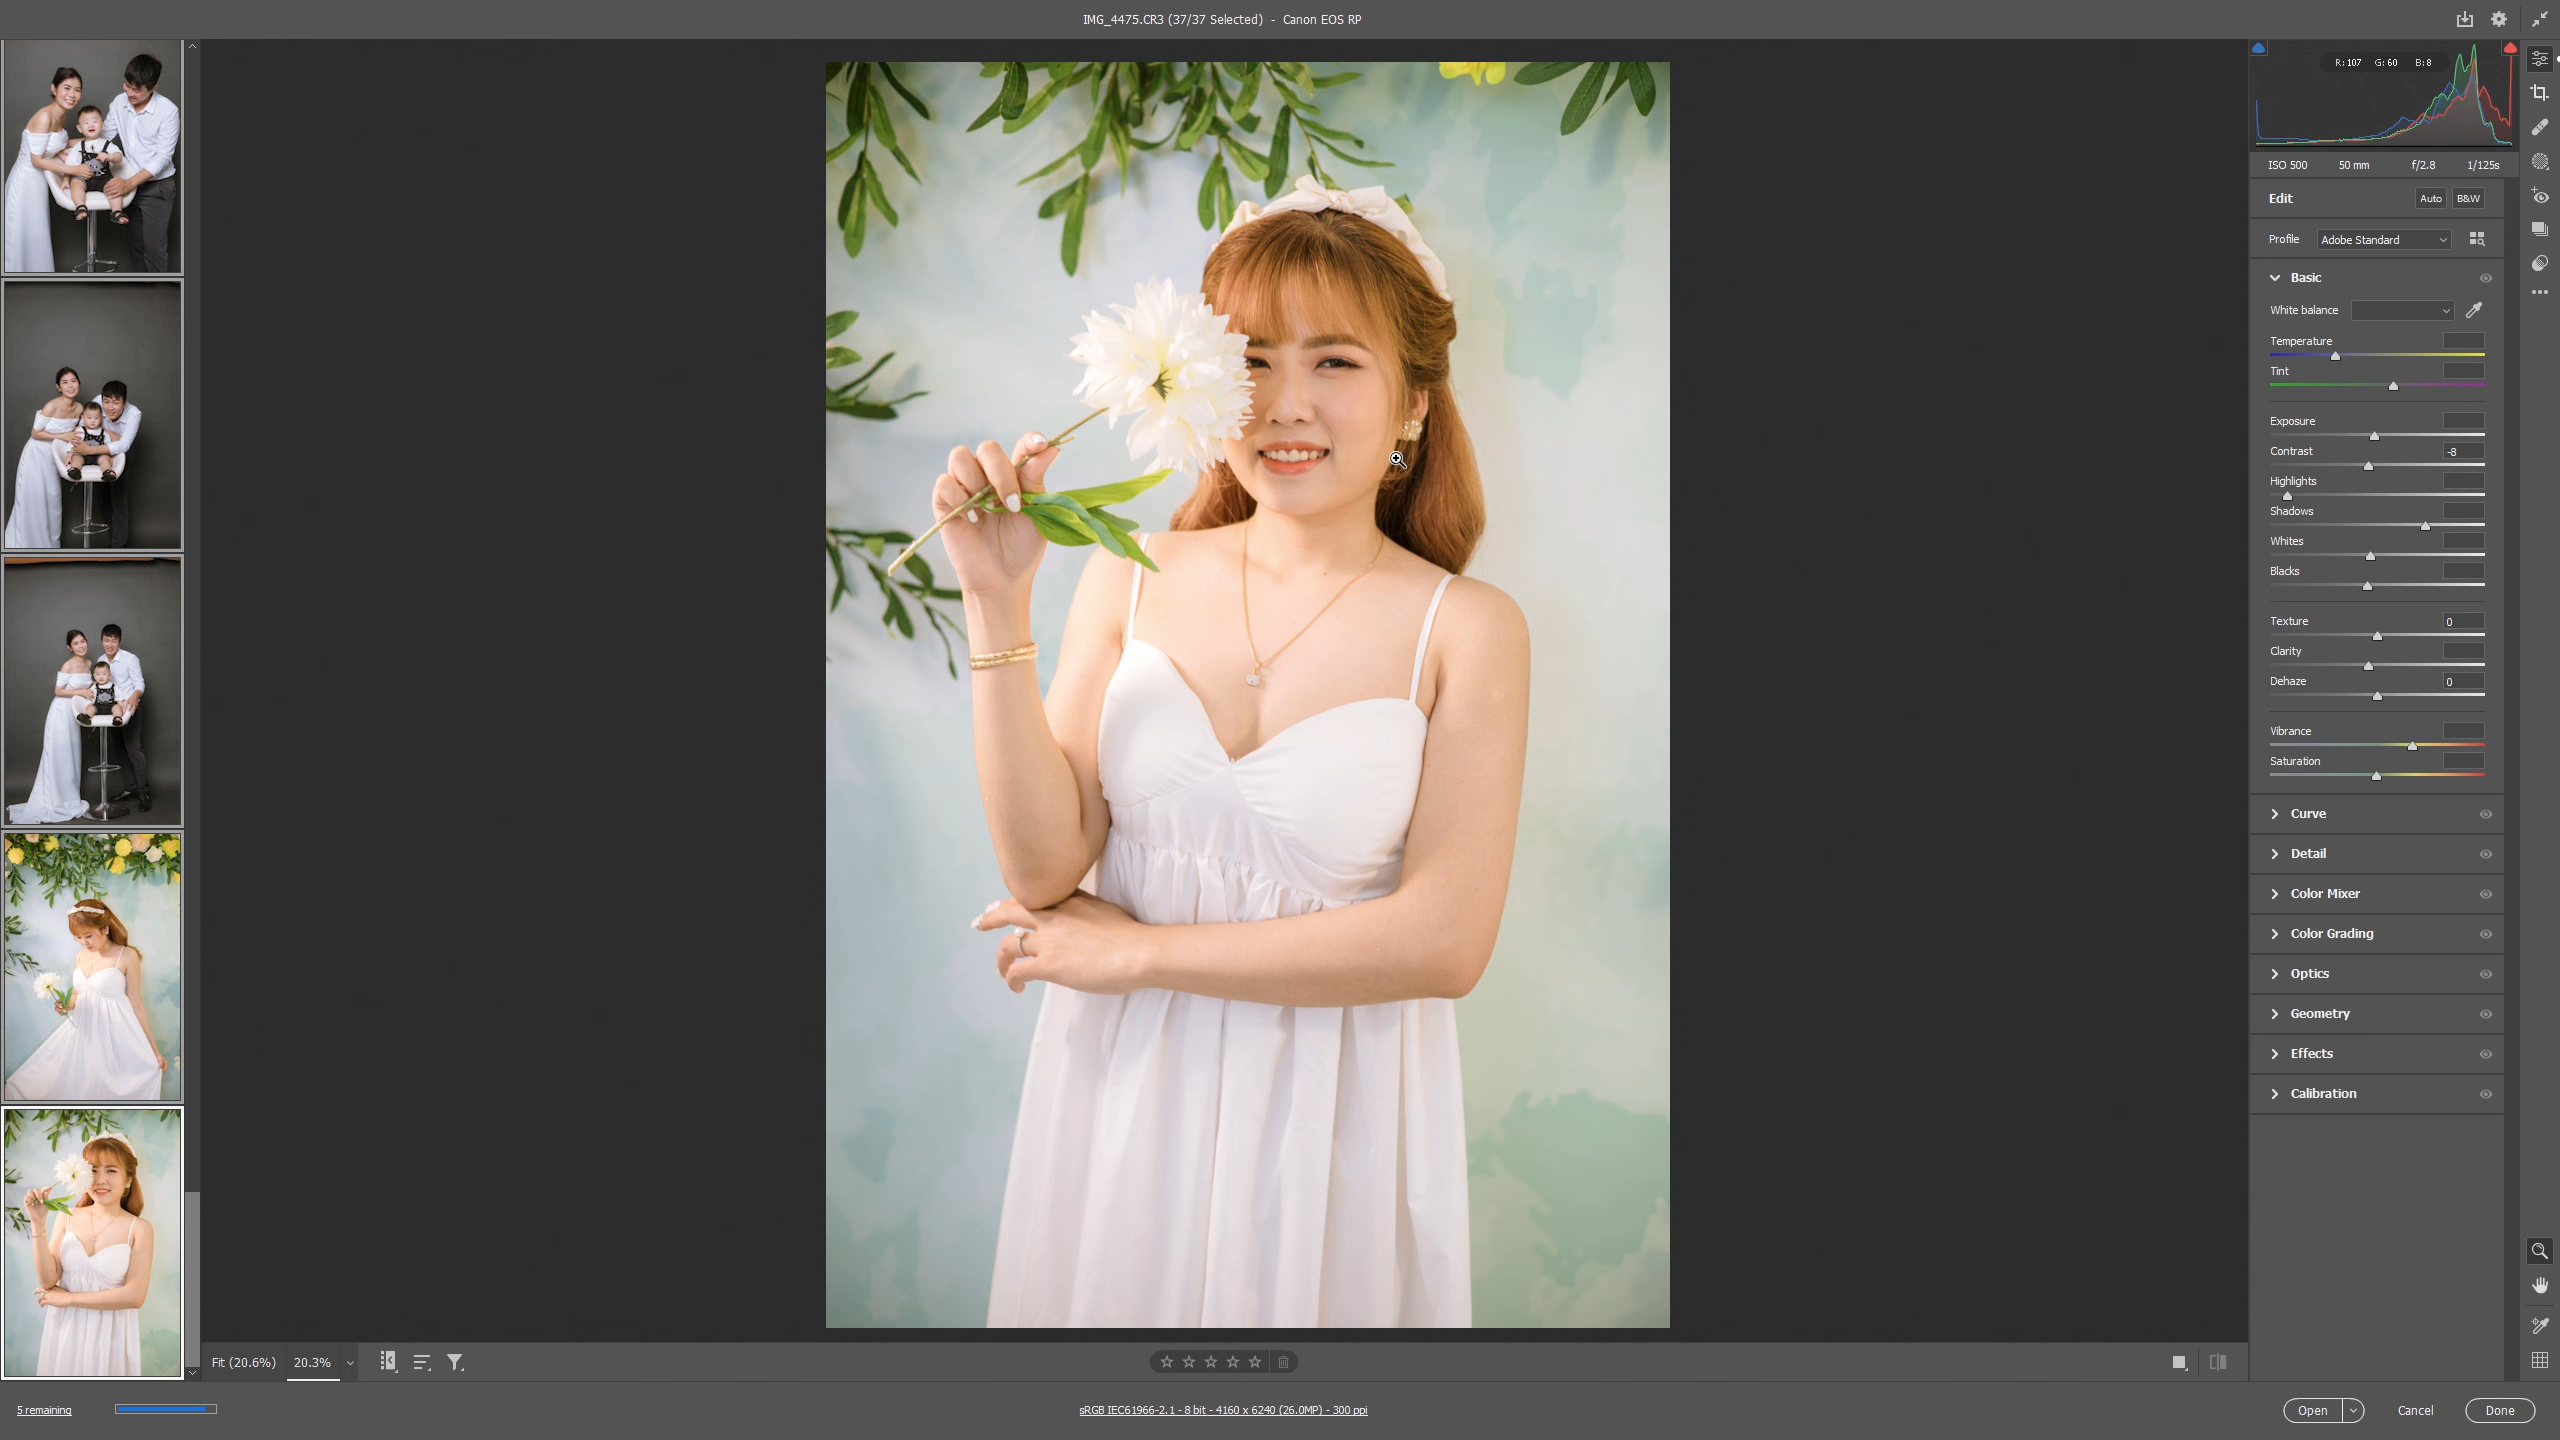 IMG_4475.CR3 (37/37 Selected) - Canon EOS RP
R: 107 G: 60 B: 8
ISO 500 50 mm f/2.8 1/125s
Edit Auto B&W
Profile Adobe Standard
Basic
White balance
Temperature
Tint
Exposure
Contrast -8
Highlights
Shadows
Whites
Blacks
Texture 0
Clarity
Dehaze 0
Vibrance
Saturation
Curve
Detail
Color Mixer
Color Grading
Optics
Geometry
Effects
Calibration
Fit (20.6%) 20.3%
5 remaining
sRGB IEC61966-2.1 - 8 bit - 4160 x 6240 (26.0MP) - 300 ppi
Open Cancel Done